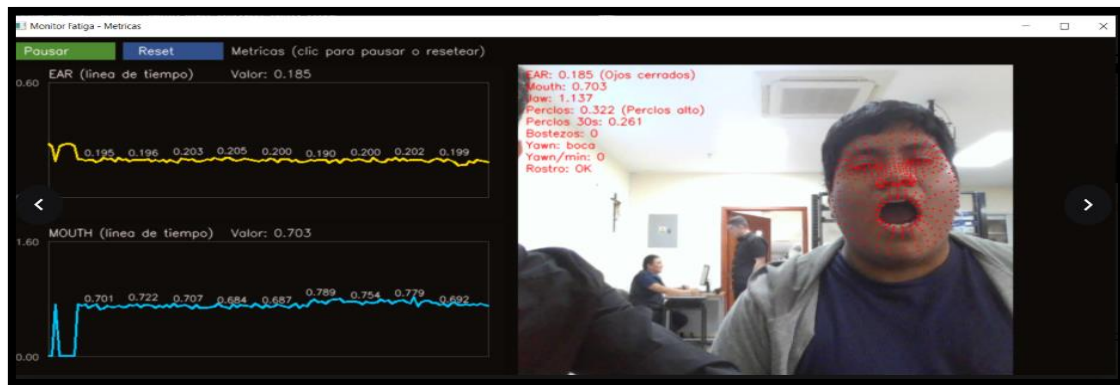 Monitor Fatiga - Metricas
Pausar Reset Metricas (clic para pausar o resetear)
EAR (linea de tiempo) Valor: 0.185
0.60
0.195 0.196 0.203 0.205 0.200 0.190 0.200 0.202 0.199
MOUTH (linea de tiempo) Valor: 0.703
1.60
0.701 0.722 0.707 0.684 0.687 0.789 0.754 0.779 0.692
0.00
EAR: 0.185 (Ojos cerrados)
Mouth: 0.703
Jaw: 1.137
Perclos: 0.322 (Perclos alto)
Perclos 30s: 0.261
Bostezos: 0
Yawn: boca
Yawn/min: 0
Rostro: OK